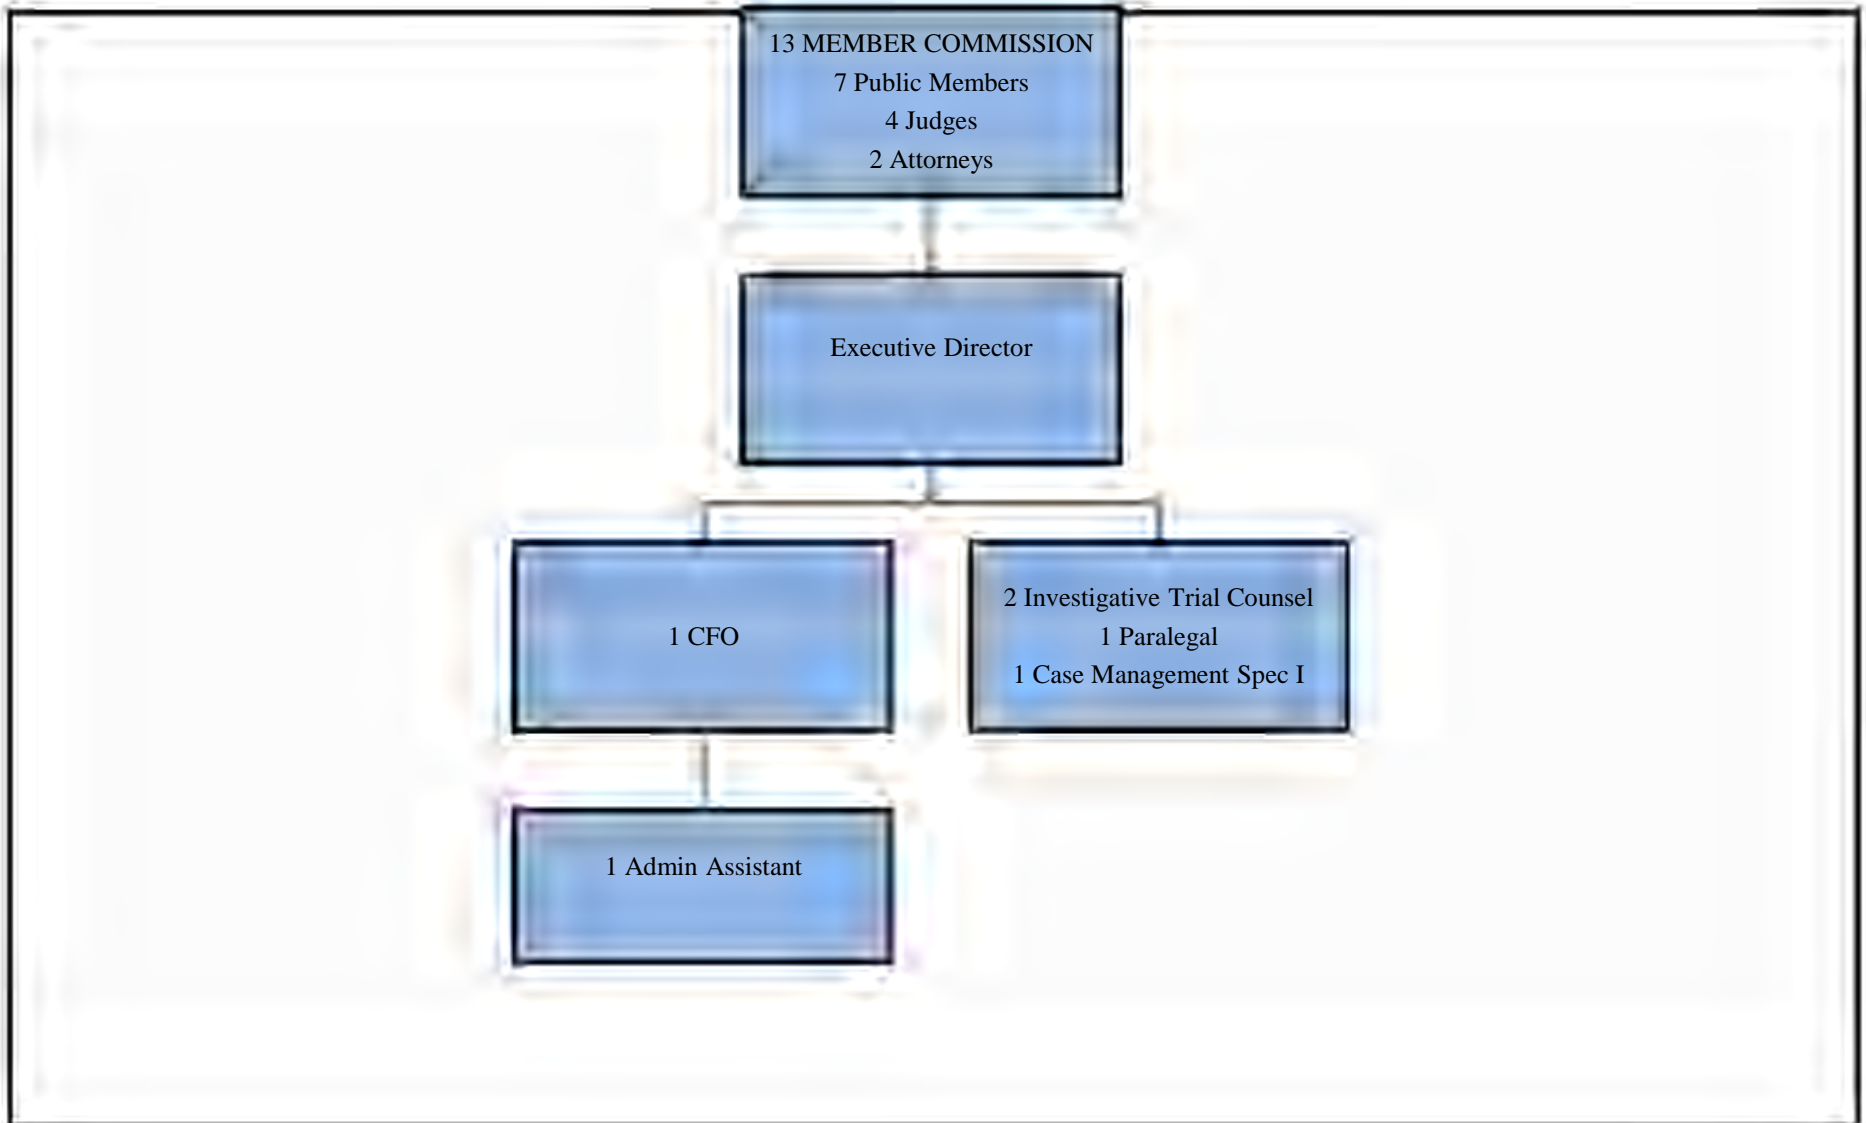 13 MEMBER COMMISSION
7 Public Members
4 Judges
2 Attorneys
Executive Director
1 CFO
2 Investigative Trial Counsel
1 Paralegal
1 Case Management Spec I
1 Admin Assistant